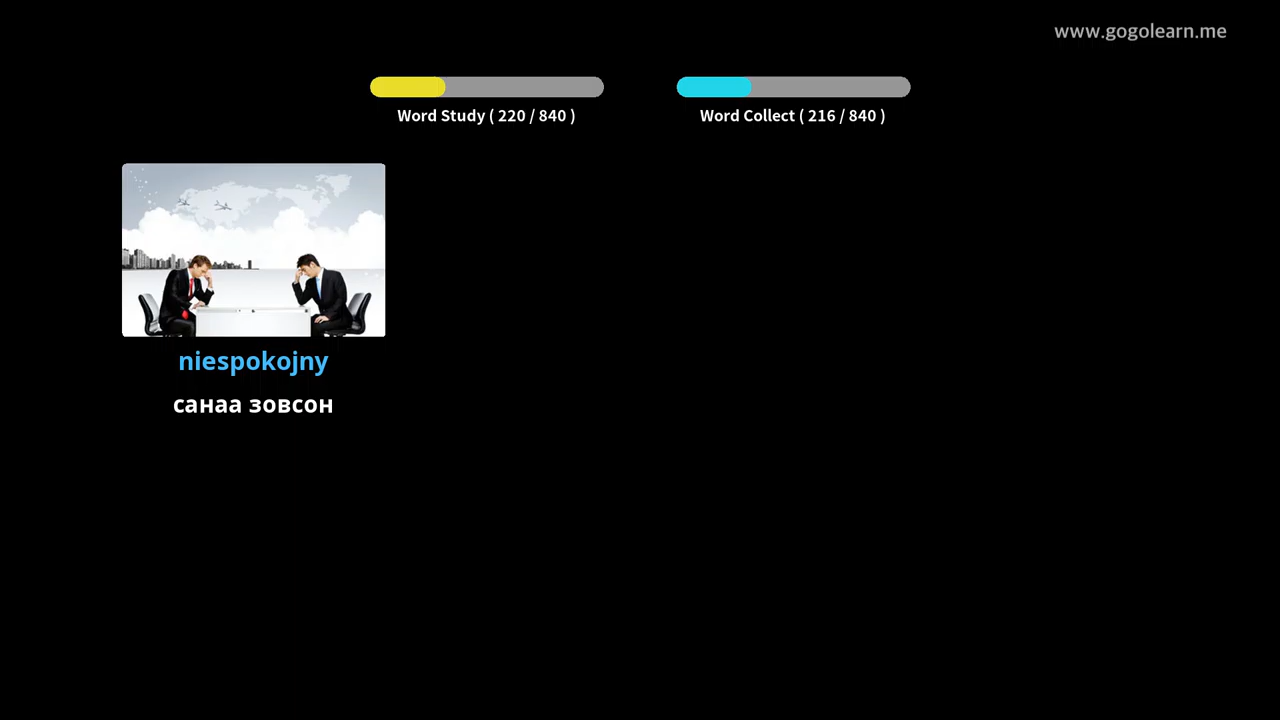 www.gogolearn.me
Word Study ( 220 / 840 )
Word Collect ( 216 / 840 )
niespokojny
санаа зовсон